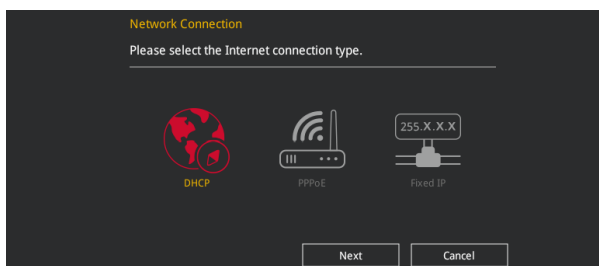 Network Connection
Please select the Internet connection type.
255.X.X.X
DHCP PPPoE Fixed IP
Next Cancel